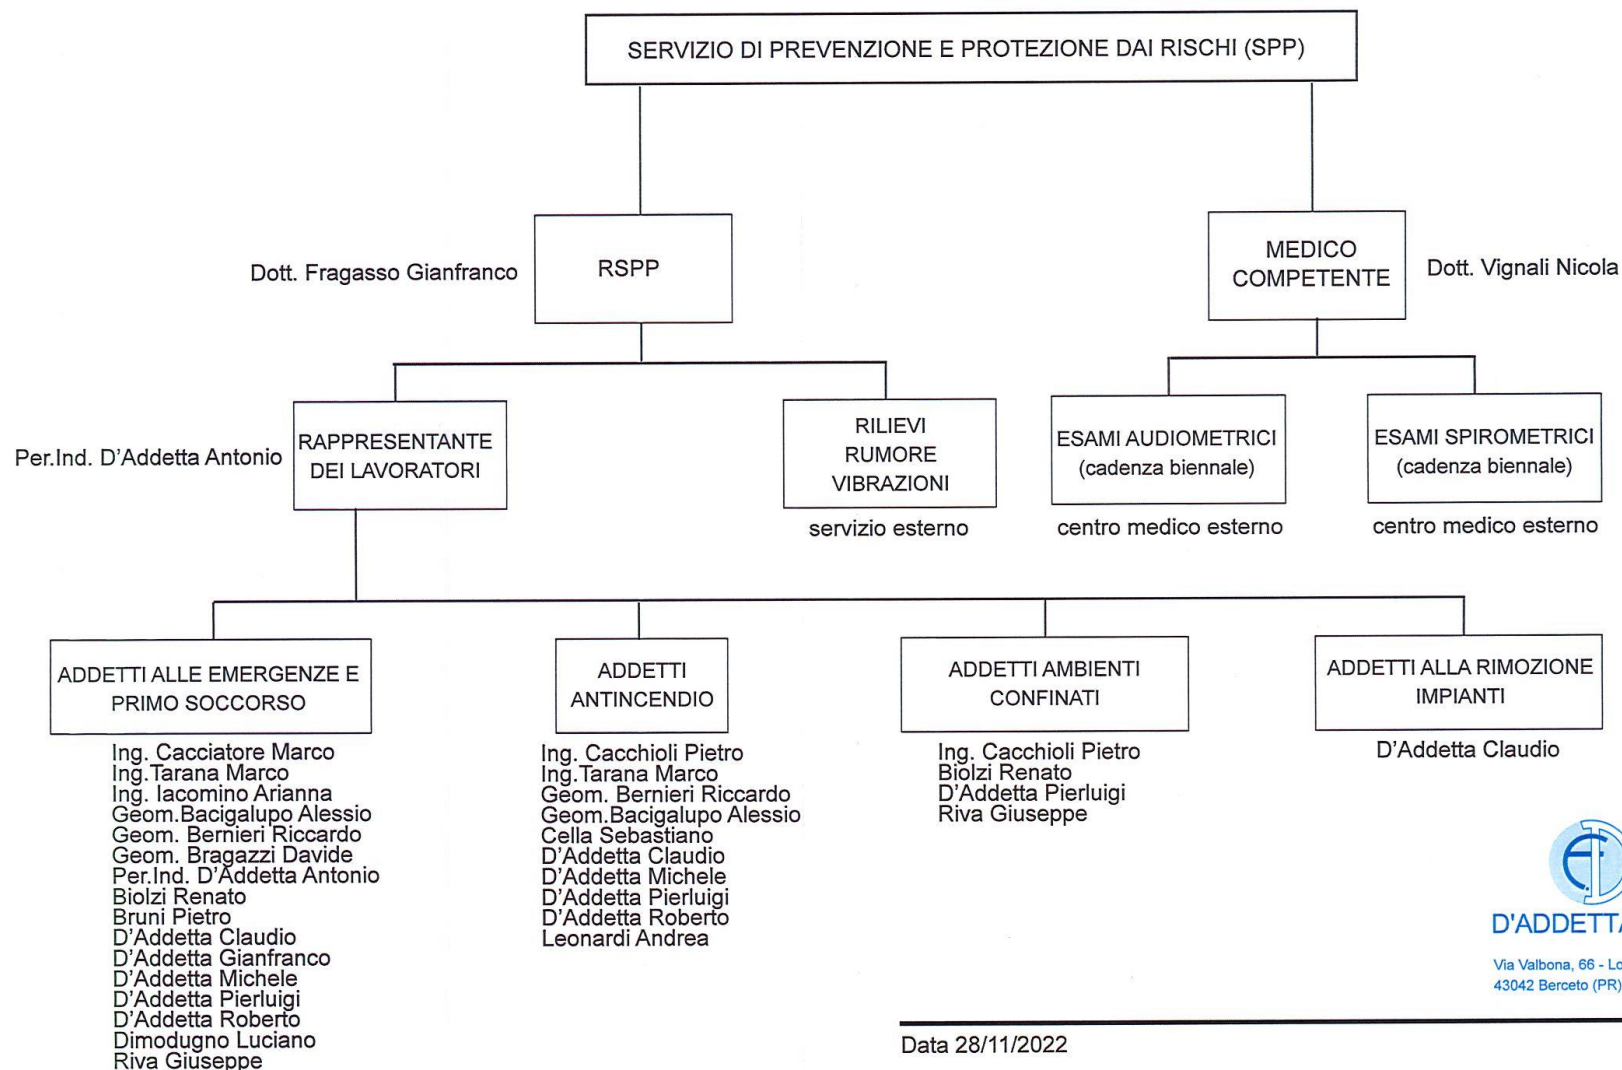 SERVIZIO DI PREVENZIONE E PROTEZIONE DAI RISCHI (SPP)
Dott. Fragasso Gianfranco
RSPP
MEDICO
COMPETENTE
Dott. Vignali Nicola
Per.Ind. D'Addetta Antonio
RAPPRESENTANTE
DEI LAVORATORI
RILIEVI
RUMORE
VIBRAZIONI
servizio esterno
ESAMI AUDIOMETRICI
(cadenza biennale)
centro medico esterno
ESAMI SPIROMETRICI
(cadenza biennale)
centro medico esterno
ADDETTI ALLE EMERGENZE E
PRIMO SOCCORSO
Ing. Cacciatore Marco
Ing.Tarana Marco
Ing. Iacomino Arianna
Geom.Bacigalupo Alessio
Geom. Bernieri Riccardo
Geom. Bragazzi Davide
Per.Ind. D'Addetta Antonio
Biolzi Renato
Bruni Pietro
D'Addetta Claudio
D'Addetta Gianfranco
D'Addetta Michele
D'Addetta Pierluigi
D'Addetta Roberto
Dimodugno Luciano
Riva Giuseppe
ADDETTI
ANTINCENDIO
Ing. Cacchioli Pietro
Ing.Tarana Marco
Geom. Bernieri Riccardo
Geom.Bacigalupo Alessio
Cella Sebastiano
D'Addetta Claudio
D'Addetta Michele
D'Addetta Pierluigi
D'Addetta Roberto
Leonardi Andrea
ADDETTI AMBIENTI
CONFINATI
Ing. Cacchioli Pietro
Biolzi Renato
D'Addetta Pierluigi
Riva Giuseppe
ADDETTI ALLA RIMOZIONE
IMPIANTI
D'Addetta Claudio
D'ADDETTA
Via Valbona, 66 -
43042 Berceto (PR)
Data 28/11/2022